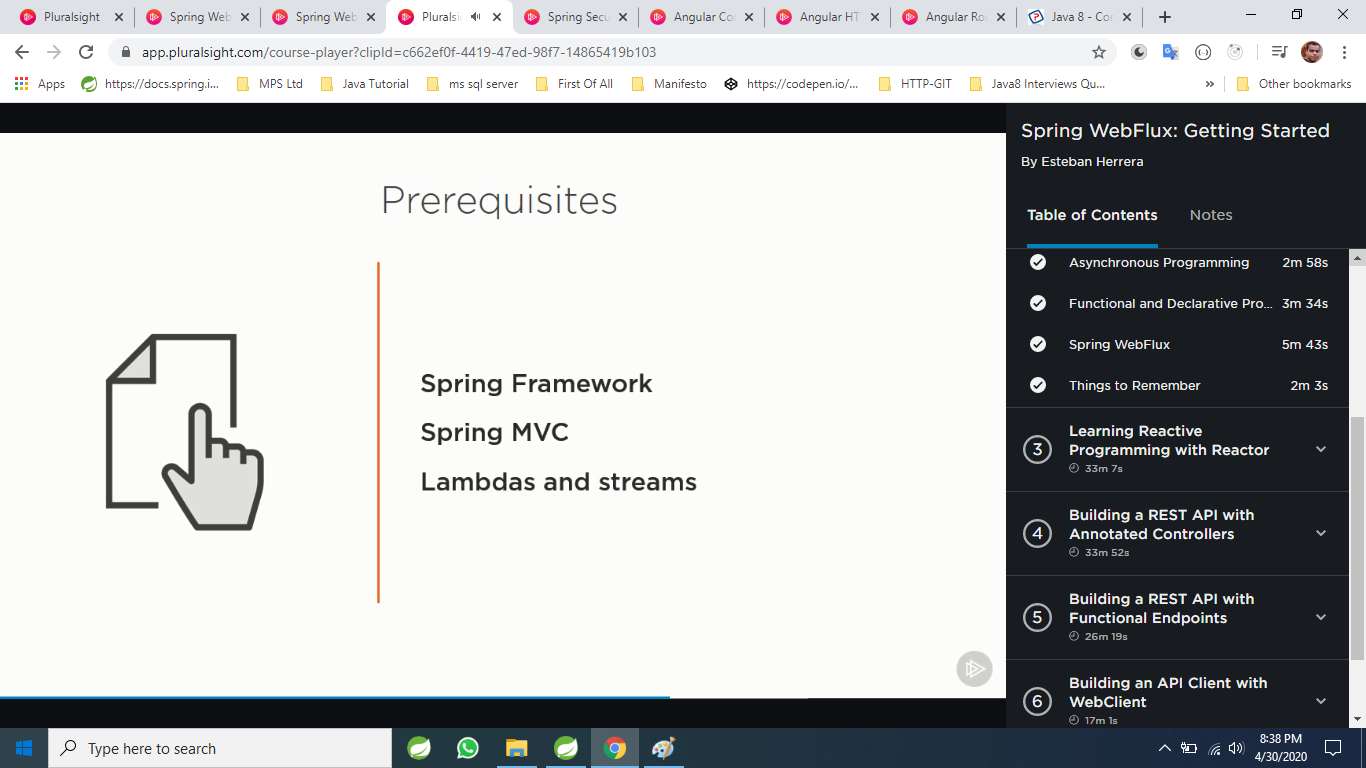 Pluralsight
Spring Web
Spring Web
Pluralsi
Spring Secu
Angular Co
Angular HT
Angular Rou
Java 8 - Con
app.pluralsight.com/course-player?clipId=c662ef0f-4419-47ed-98f7-14865419b103
Apps
https://docs.spring.i...
MPS Ltd
Java Tutorial
ms sql server
First Of All
Manifesto
https://codepen.io/...
HTTP-GIT
Java8 Interviews Qu...
»
Other bookmarks
Prerequisites
Spring Framework
Spring MVC
Lambdas and streams
Spring WebFlux: Getting Started
By Esteban Herrera
Table of Contents Notes
Asynchronous Programming 2m 58s
Functional and Declarative Pro... 3m 34s
Spring WebFlux 5m 43s
Things to Remember 2m 3s
3
Learning Reactive
Programming with Reactor
33m 7s
4
Building a REST API with
Annotated Controllers
33m 52s
5
Building a REST API with
Functional Endpoints
26m 19s
6
Building an API Client with
WebClient
17m 1s
Type here to search
8:38 PM
4/30/2020